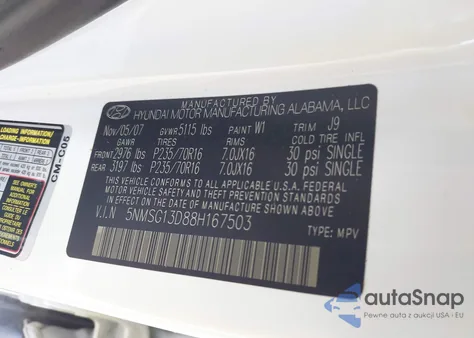 MANUFACTURED BY
HYUNDAI MOTOR MANUFACTURING ALABAMA, LLC
Nov/05/07 GVWR 5115 lbs PAINT W1 TRIM J9
GAWR TIRES RIMS COLD TIRE INFL.
FRONT 2976 lbs P235/70R16 7.0JX16 30 psi SINGLE
REAR 3197 lbs P235/70R16 7.0JX16 30 psi SINGLE
THIS VEHICLE CONFORMS TO ALL APPLICABLE U.S.A. FEDERAL
MOTOR VEHICLE SAFETY AND THEFT PREVENTION STANDARDS
IN EFFECT ON THE DATE OF MANUFACTURE SHOWN ABOVE.
V.I.N 5NMSG13D88H167503
TYPE: MPV
LOADING INFORMATION/
CHARGE-INFORMATION
CM-C06
autaSnap
Pewne auta z aukcji USA - EU